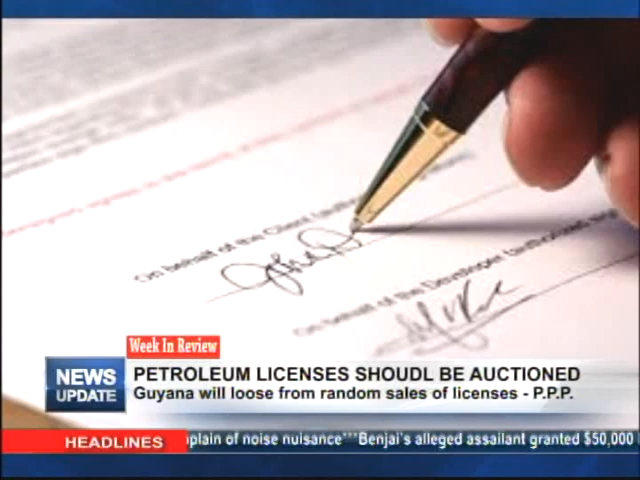 On behalf of the Client
On behalf of the Developer (authorized
Week In Review
NEWS
UPDATE
PETROLEUM LICENSES SHOUDL BE AUCTIONED
Guyana will loose from random sales of licenses - P.P.P.
HEADLINES
plain of noise nuisance***Benjai's alleged assailant granted $50,000